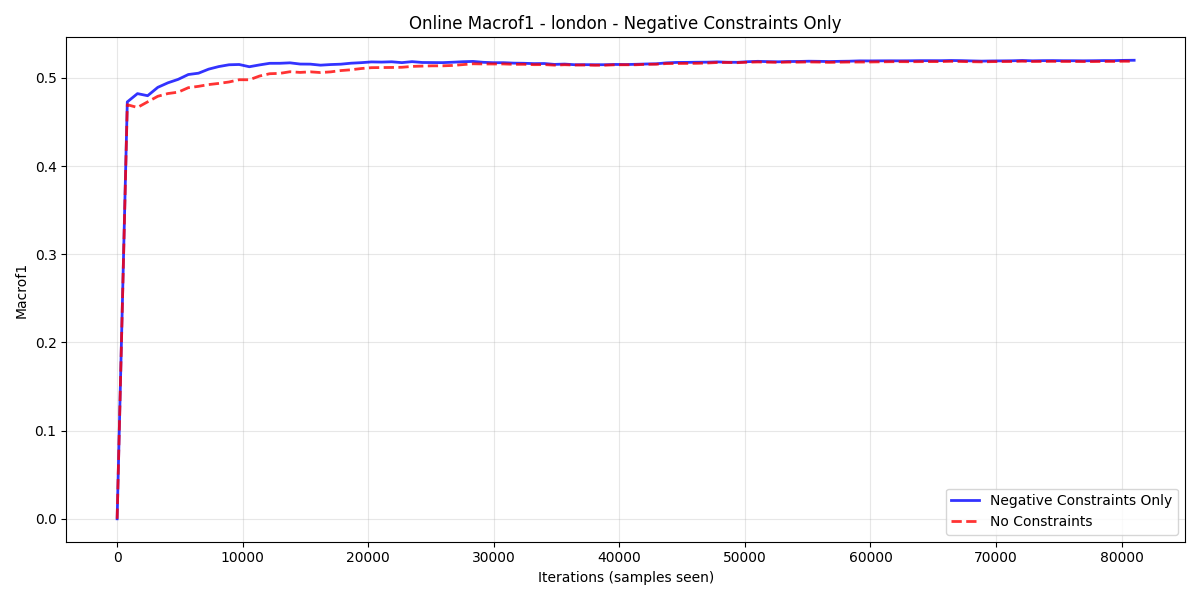 Online Macrof1 - london - Negative Constraints Only
Macrof1
0.5
0.4
0.3
0.2
0.1
0.0
0 10000 20000 30000 40000 50000 60000 70000 80000
Iterations (samples seen)
Negative Constraints Only
No Constraints